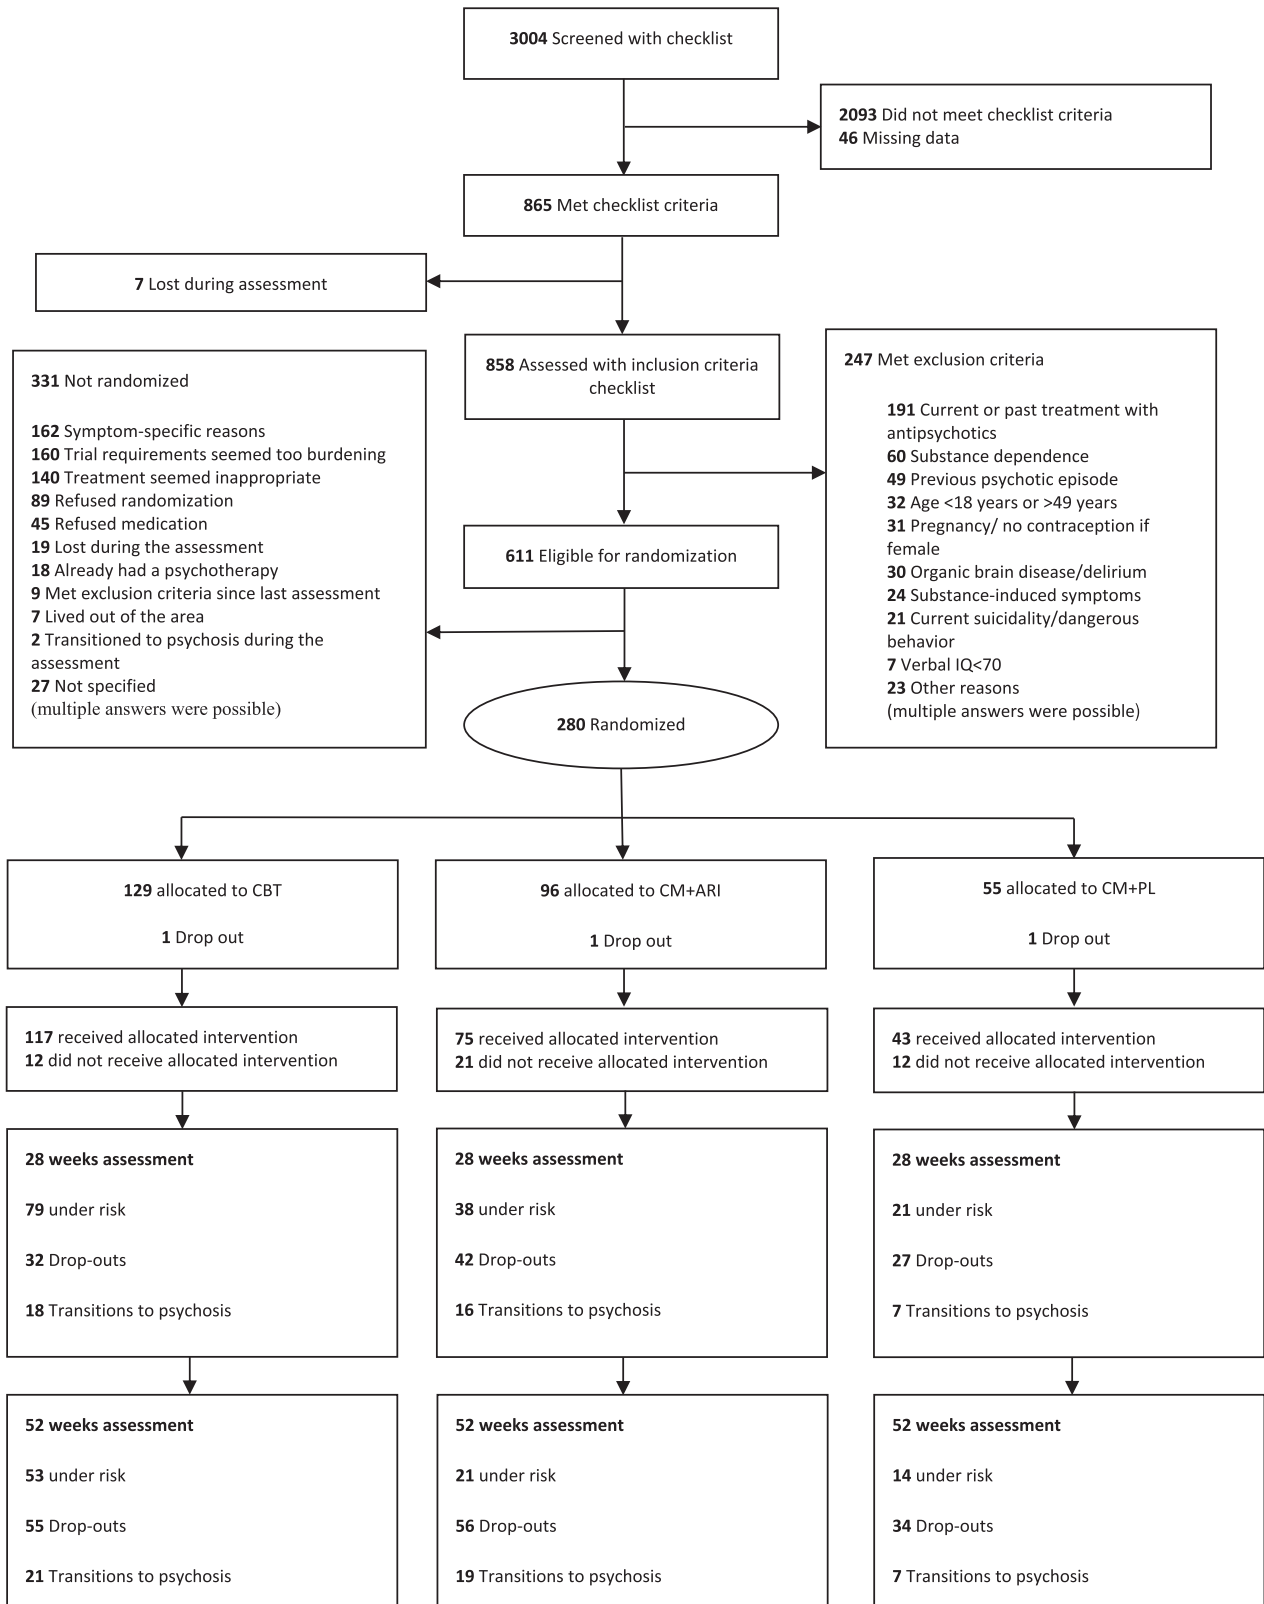 3004 Screened with checklist
2093 Did not meet checklist criteria
46 Missing data
865 Met checklist criteria
7 Lost during assessment
858 Assessed with inclusion criteria
checklist
331 Not randomized
162 Symptom-specific reasons
160 Trial requirements seemed too burdening
140 Treatment seemed inappropriate
89 Refused randomization
45 Refused medication
19 Lost during the assessment
18 Already had a psychotherapy
9 Met exclusion criteria since last assessment
7 Lived out of the area
2 Transitioned to psychosis during the
assessment
27 Not specified
(multiple answers were possible)
247 Met exclusion criteria
191 Current or past treatment with
antipsychotics
60 Substance dependence
49 Previous psychotic episode
32 Age <18 years or >49 years
31 Pregnancy/ no contraception if
female
30 Organic brain disease/delirium
24 Substance-induced symptoms
21 Current suicidality/dangerous
behavior
7 Verbal IQ<70
23 Other reasons
(multiple answers were possible)
611 Eligible for randomization
280 Randomized
129 allocated to CBT
1 Drop out
96 allocated to CM+ARI
1 Drop out
55 allocated to CM+PL
1 Drop out
117 received allocated intervention
12 did not receive allocated intervention
75 received allocated intervention
21 did not receive allocated intervention
43 received allocated intervention
12 did not receive allocated intervention
28 weeks assessment
79 under risk
32 Drop-outs
18 Transitions to psychosis
28 weeks assessment
38 under risk
42 Drop-outs
16 Transitions to psychosis
28 weeks assessment
21 under risk
27 Drop-outs
7 Transitions to psychosis
52 weeks assessment
53 under risk
55 Drop-outs
21 Transitions to psychosis
52 weeks assessment
21 under risk
56 Drop-outs
19 Transitions to psychosis
52 weeks assessment
14 under risk
34 Drop-outs
7 Transitions to psychosis